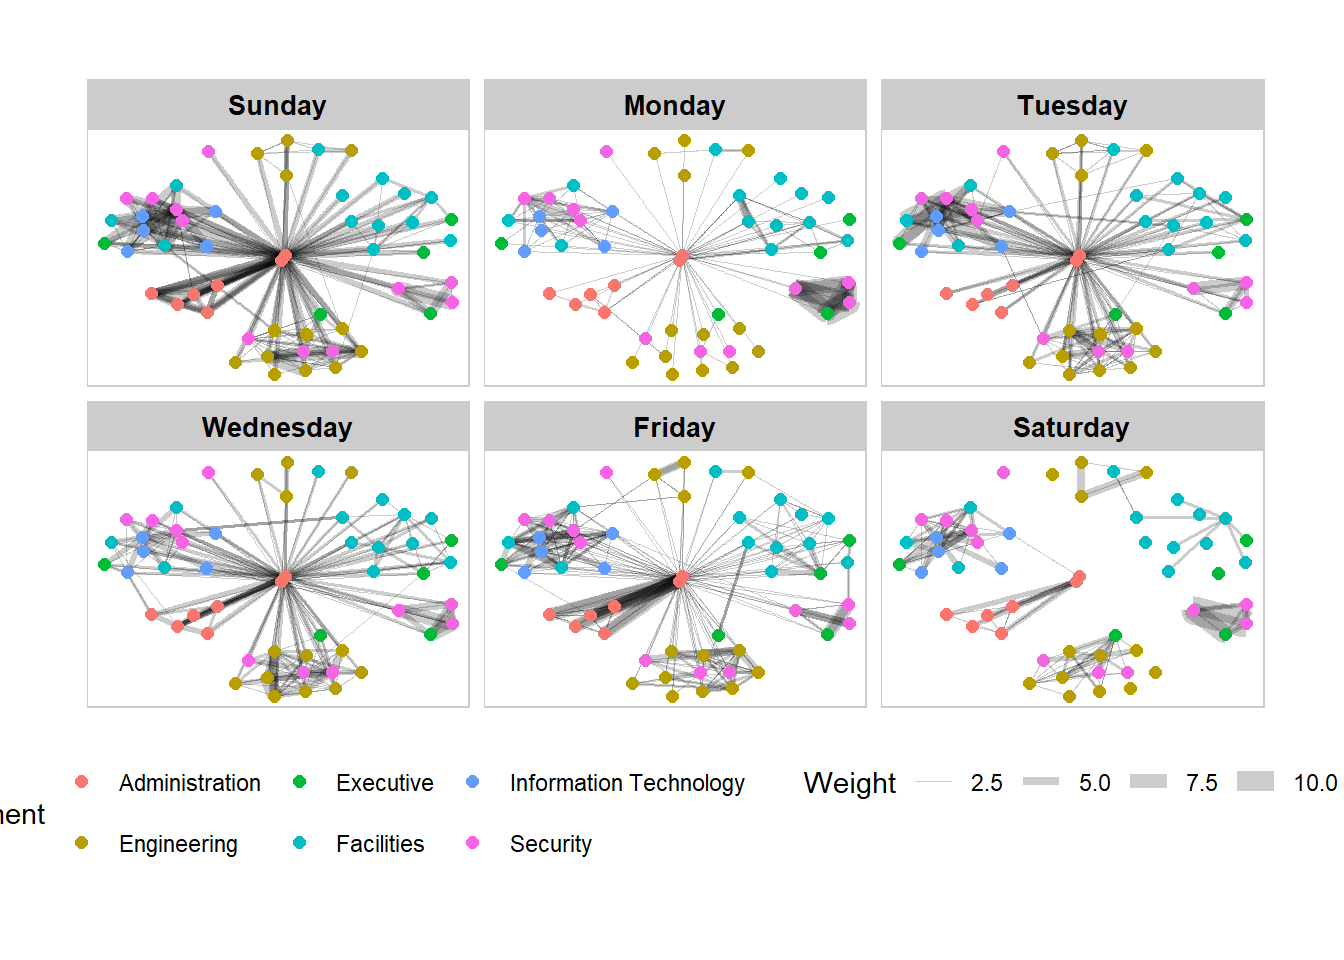 Sunday Monday Tuesday
Wednesday Friday Saturday
Administration Executive Information Technology Weight 2.5 5.0 7.5 10.0
Engineering Facilities Security